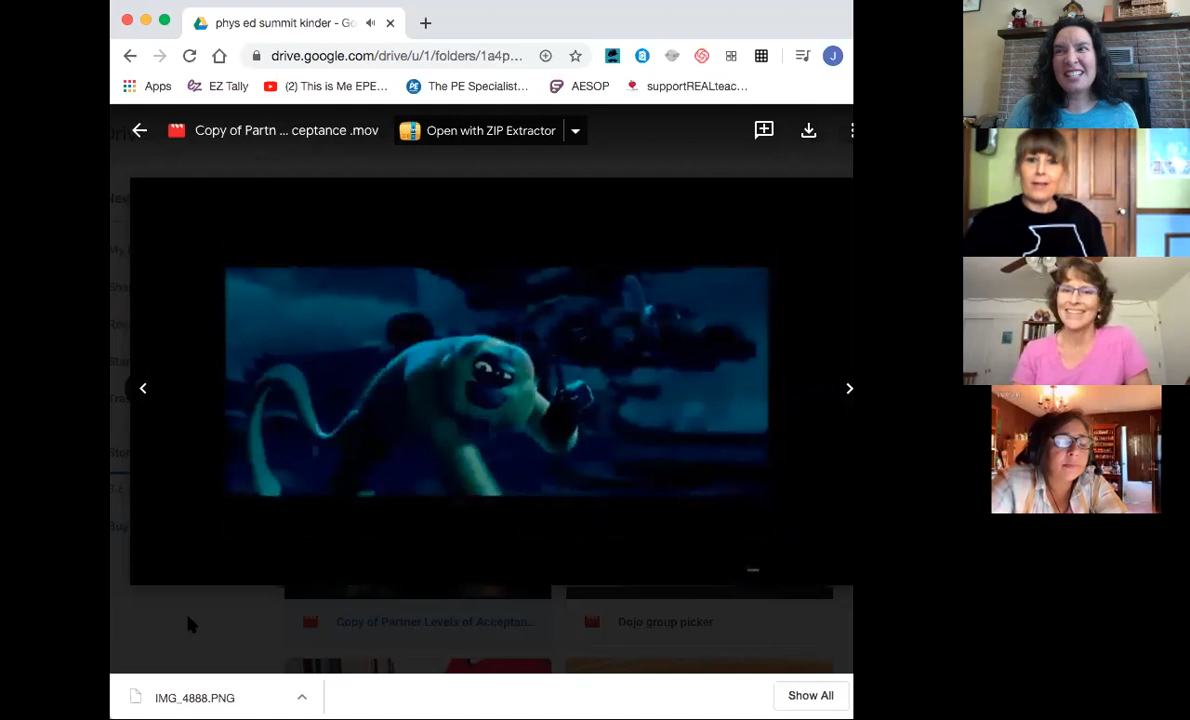 phys ed summit kinder - Go
drive.google.com/drive/u/1/folders/1a4p...
Apps EZ Tally (2) This is Me EPE... The PE Specialist... AESOP supportREALteac...
Copy of Partn ... ceptance .mov Open with ZIP Extractor
Copy of Partner Levels of Acceptan... Dojo group picker
IMG_4888.PNG Show All